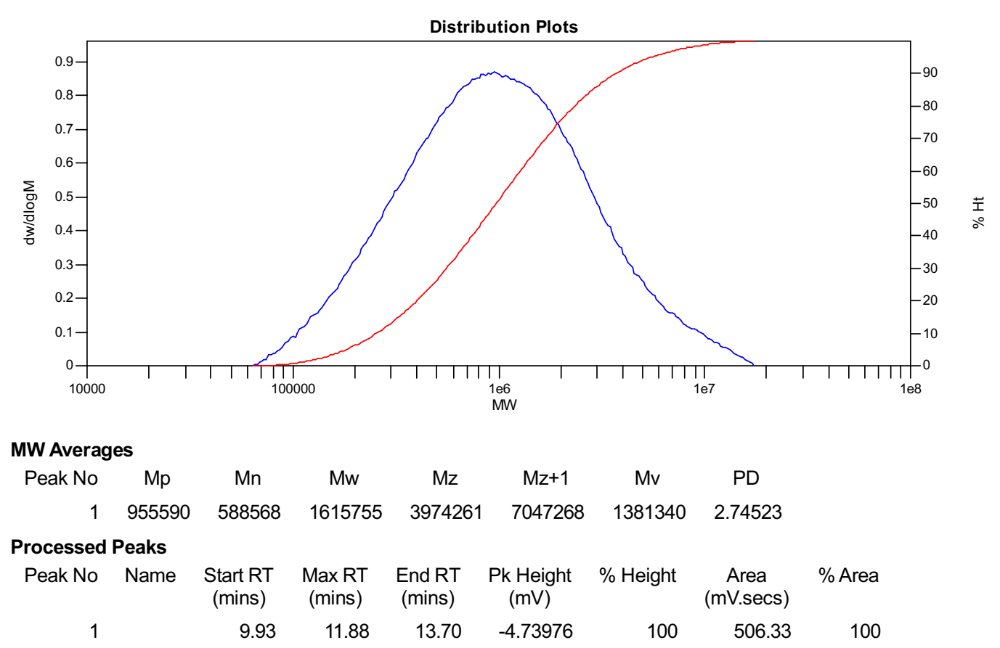 Distribution Plots
0.9
0.8
0.7
0.6
0.5
0.4
0.3
0.2
0.1
0
dw/dlogM
90
80
70
60
50
40
30
20
10
0
% Ht
10000 100000 1e6 1e7 1e8
MW
MW Averages
Peak No Mp Mn Mw Mz Mz+1 Mv PD
1 955590 588568 1615755 3974261 7047268 1381340 2.74523
Processed Peaks
Peak No Name Start RT Max RT End RT Pk Height % Height Area % Area
(mins) (mins) (mins) (mV) (mV.secs)
1 9.93 11.88 13.70 -4.73976 100 506.33 100